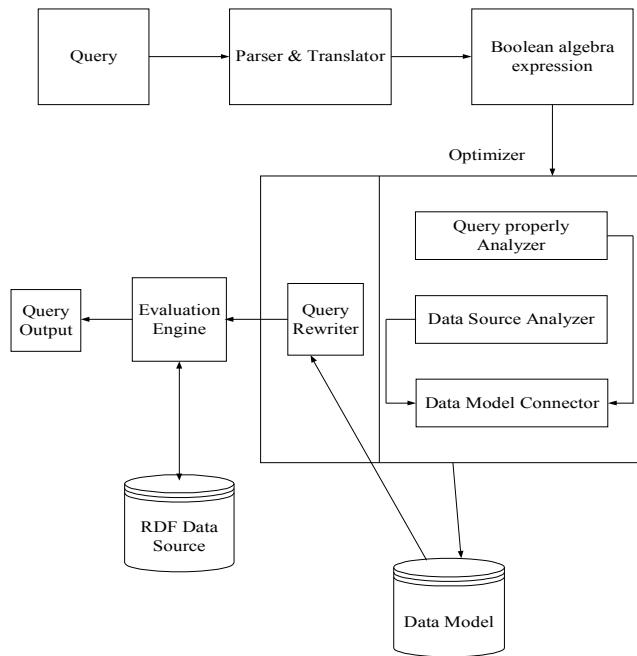 Query
Parser & Translator
Boolean algebra
expression
Optimizer
Query properly
Analyzer
Query
Output
Evaluation
Engine
Query
Rewriter
Data Source Analyzer
Data Model Connector
RDF Data
Source
Data Model